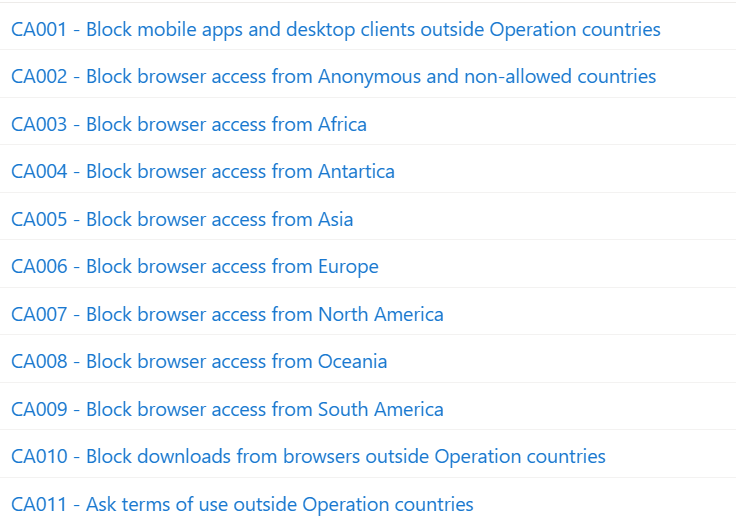 CA001 - Block mobile apps and desktop clients outside Operation countries
CA002 - Block browser access from Anonymous and non-allowed countries
CA003 - Block browser access from Africa
CA004 - Block browser access from Antartica
CA005 - Block browser access from Asia
CA006 - Block browser access from Europe
CA007 - Block browser access from North America
CA008 - Block browser access from Oceania
CA009 - Block browser access from South America
CA010 - Block downloads from browsers outside Operation countries
CA011 - Ask terms of use outside Operation countries